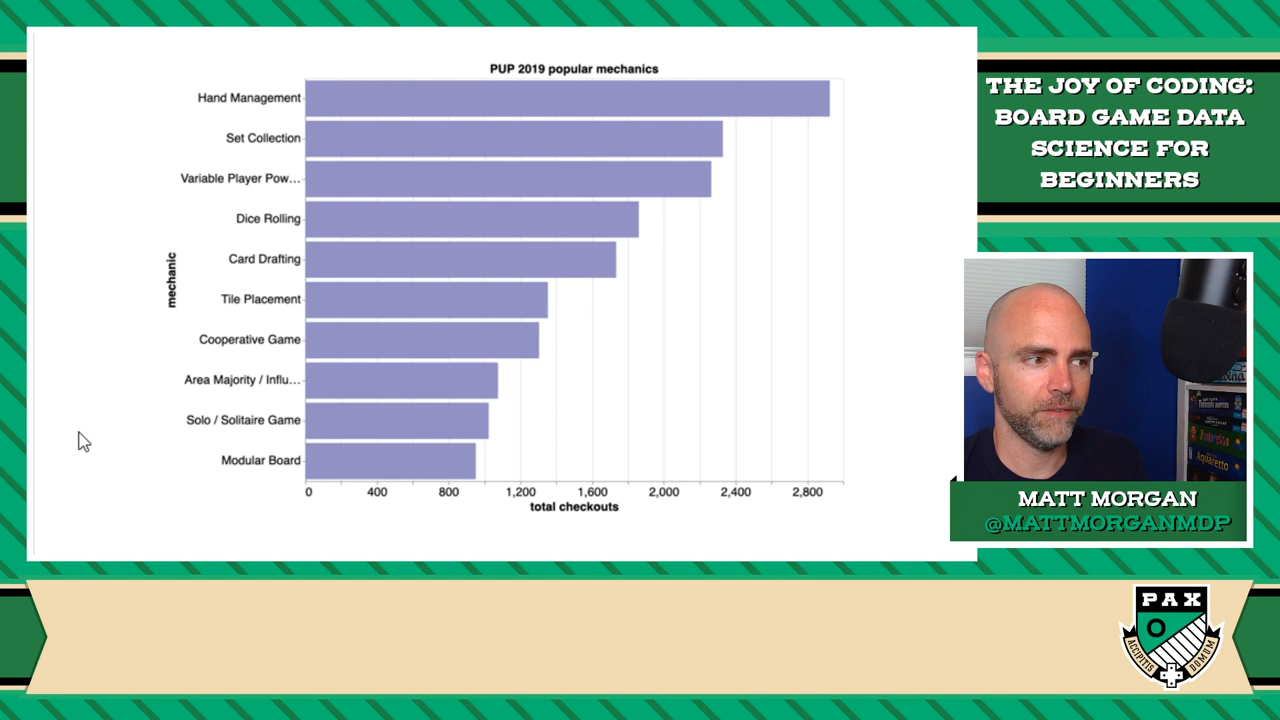 PUP 2019 popular mechanics
mechanic
Hand Management
Set Collection
Variable Player Pow…
Dice Rolling
Card Drafting
Tile Placement
Cooperative Game
Area Majority / Influ…
Solo / Solitaire Game
Modular Board
0 400 800 1,200 1,600 2,000 2,400 2,800
total checkouts
THE JOY OF CODING:
BOARD GAME DATA
SCIENCE FOR
BEGINNERS
Aquaretto
MATT MORGAN
@MATTMORGANMDP
PAX
O
ACCIPITIS
DOMUM